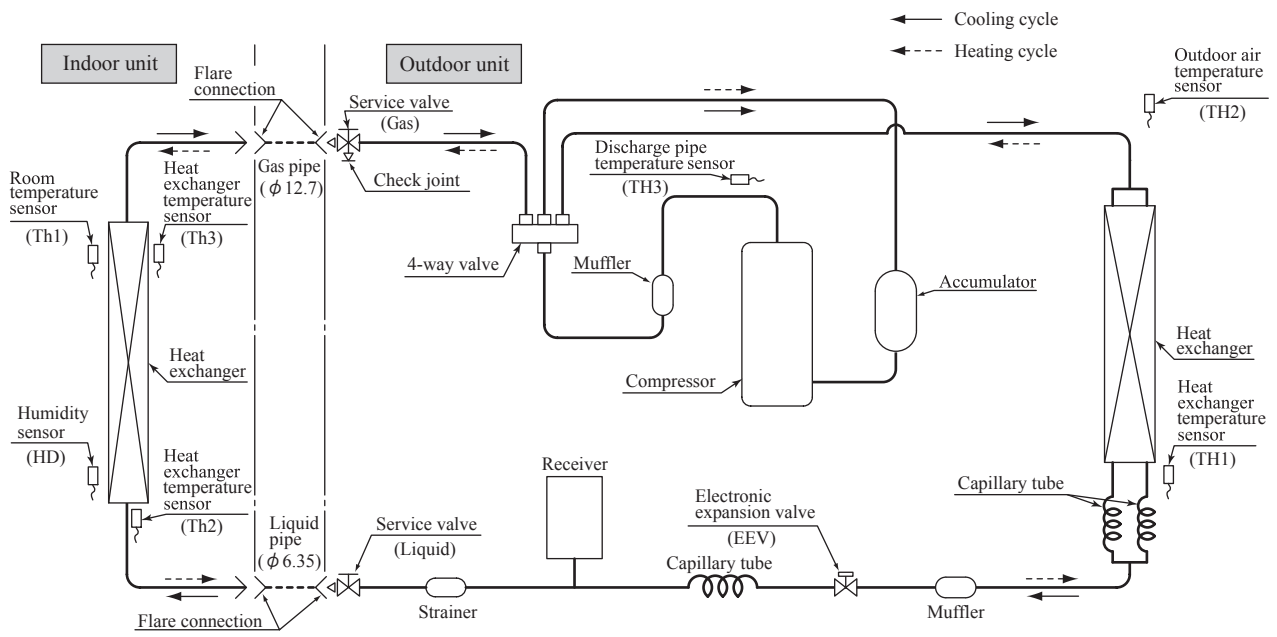 Cooling cycle
Heating cycle
Indoor unit
Outdoor unit
Flare
connection
Service valve
(Gas)
Outdoor air
temperature
sensor
(TH2)
Gas pipe
(ϕ 12.7)
Check joint
Discharge pipe
temperature sensor
(TH3)
Room
temperature
sensor
(Th1)
Heat
exchanger
temperature
sensor
(Th3)
4-way valve
Muffler
Accumulator
Heat
exchanger
Compressor
Heat
exchanger
Humidity
sensor
(HD)
Heat
exchanger
temperature
sensor
(Th2)
Heat
exchanger
temperature
sensor
(TH1)
Receiver
Capillary tube
Electronic
expansion valve
(EEV)
Liquid
pipe
(ϕ 6.35)
Service valve
(Liquid)
Capillary tube
Strainer
Muffler
Flare connection